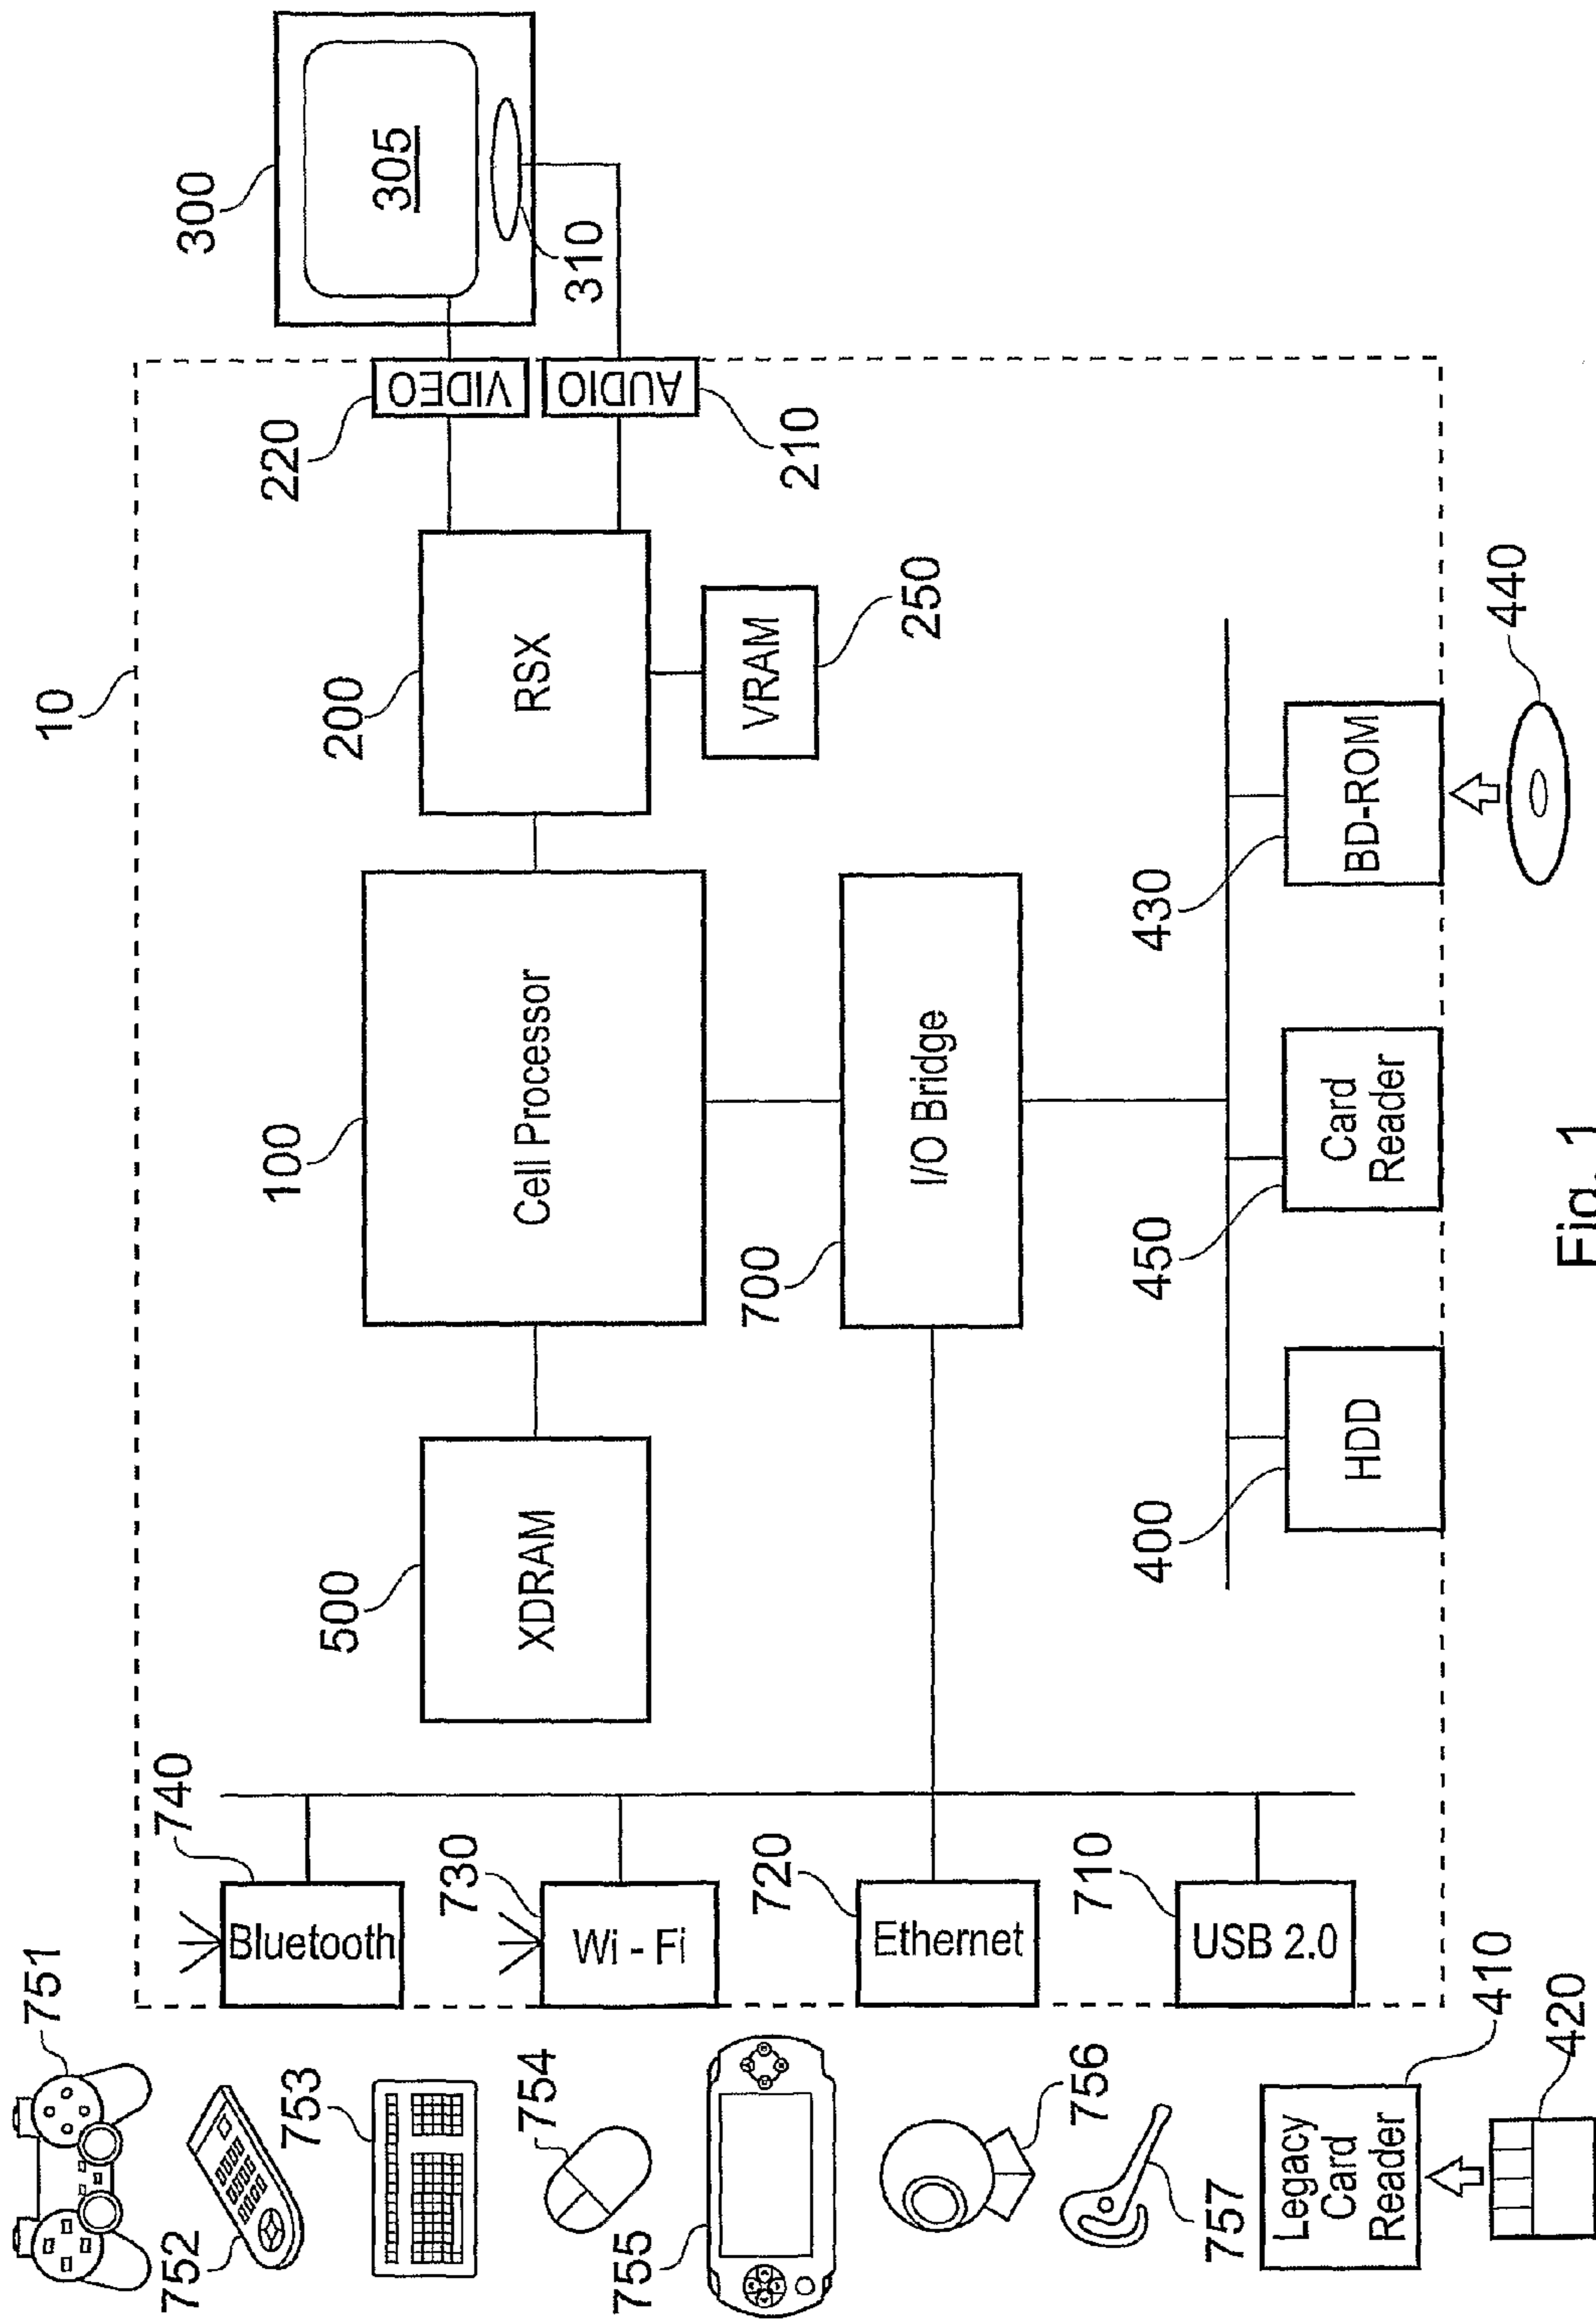 751
752
753
754
755
756
757
Legacy
Card
Reader
410
420
10
740
Bluetooth
730
Wi - Fi
720
Ethernet
710
USB 2.0
500
XDRAM
100
Cell Processor
200
RSX
250
VRAM
220
VIDEO
210
AUDIO
300
305
310
700
I/O Bridge
400
HDD
450
Card
Reader
430
BD-ROM
440
Fig. 1